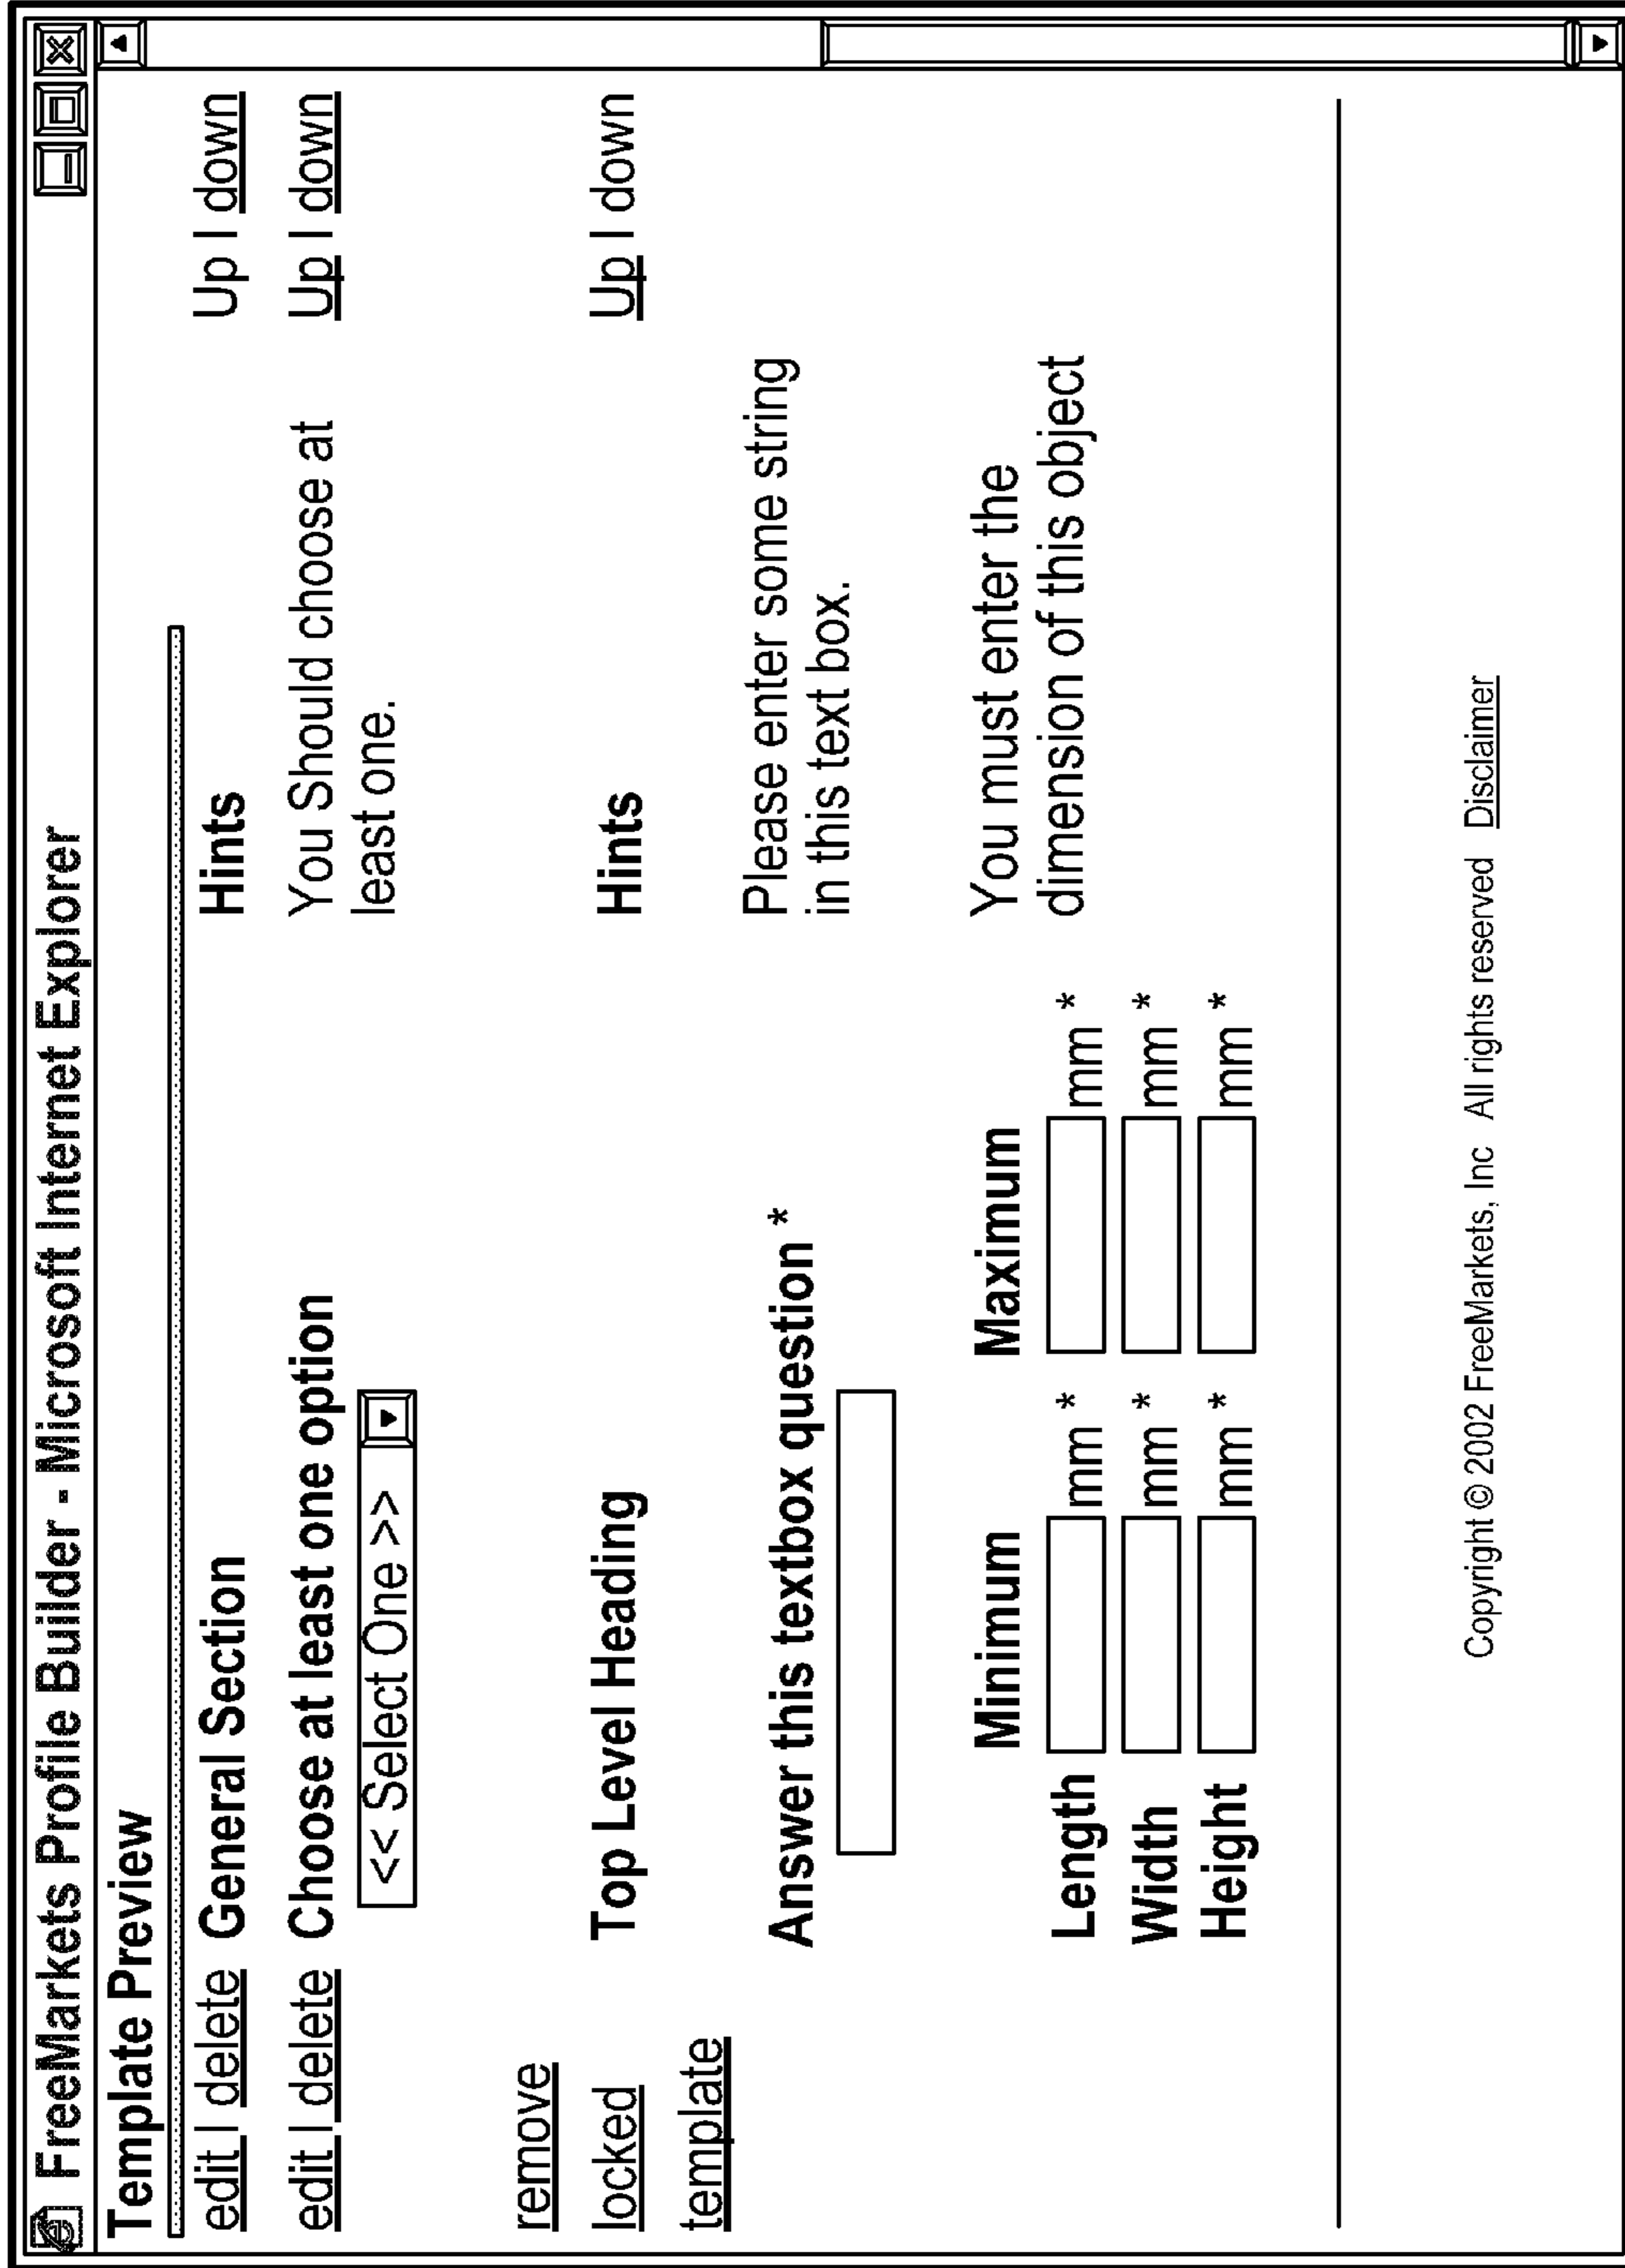 FreeMarkets Profile Builder - Microsoft Internet Explorer
Template Preview
edit | delete General Section Hints Up | down
edit | delete Choose at least one option You Should choose at Up | down
<< Select One >> least one.
remove
locked Top Level Heading Hints Up | down
template
Answer this textbox question * Please enter some string
in this text box.
Minimum Maximum You must enter the
Length mm * mm * dimension of this object
Width mm * mm *
Height mm * mm *
Copyright © 2002 FreeMarkets, Inc All rights reserved Disclaimer